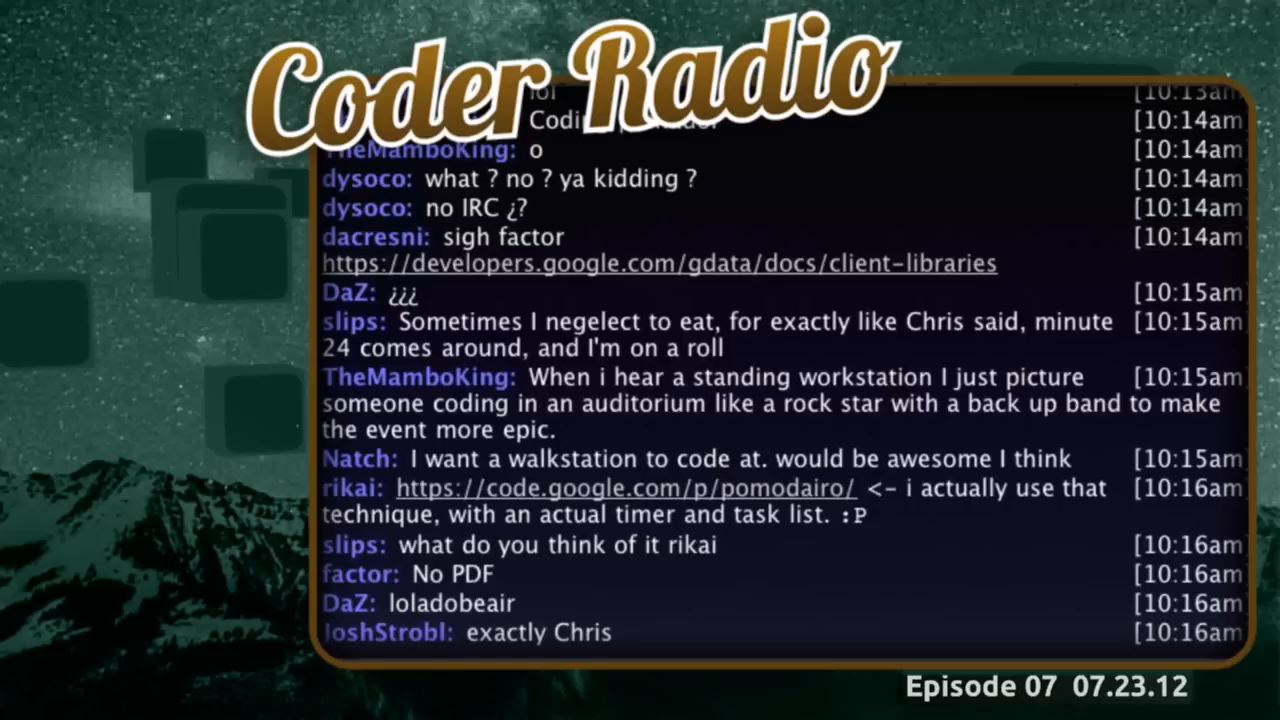 Coder Radio
lol [10:13am
Codi [10:14am
TheMamboKing: o [10:14am
dysoco: what ? no ? ya kidding ? [10:14am
dysoco: no IRC ¿? [10:14am
dacresni: sigh factor [10:14am
https://developers.google.com/gdata/docs/client-libraries
DaZ: ¿¿¿ [10:15am
slips: Sometimes I negelect to eat, for exactly like Chris said, minute [10:15am
24 comes around, and I'm on a roll
TheMamboKing: When i hear a standing workstation I just picture [10:15am
someone coding in an auditorium like a rock star with a back up band to make
the event more epic.
Natch: I want a walkstation to code at. would be awesome I think [10:15am
rikai: https://code.google.com/p/pomodairo/ <- i actually use that [10:16am
technique, with an actual timer and task list. :P
slips: what do you think of it rikai [10:16am
factor: No PDF [10:16am
DaZ: loladobeair [10:16am
JoshStrobl: exactly Chris [10:16am
Episode 07 07.23.12